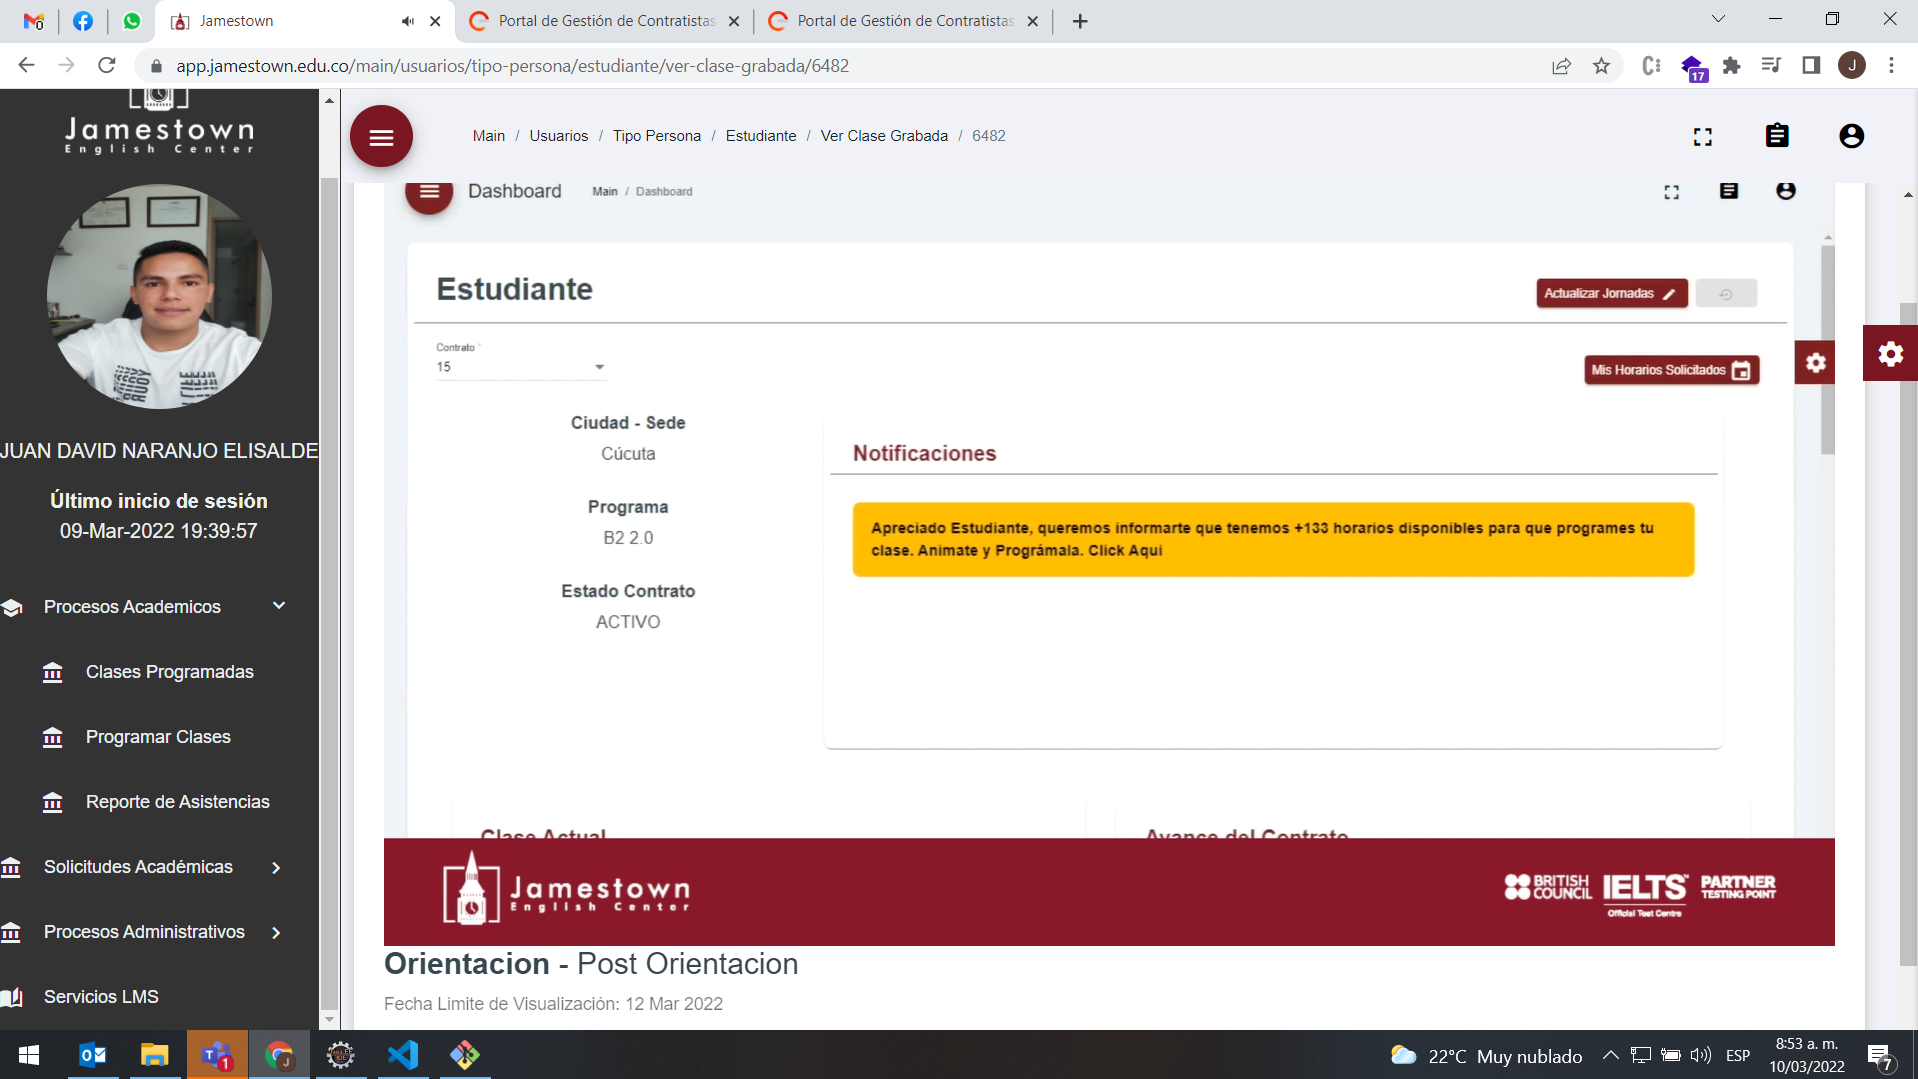 Jamestown
Portal de Gestión de Contratistas
Portal de Gestión de Contratistas
app.jamestown.edu.co/main/usuarios/tipo-persona/estudiante/ver-clase-grabada/6482
17
J
Jamestown
English Center
JUAN DAVID NARANJO ELISALDE
Último inicio de sesión
09-Mar-2022 19:39:57
Procesos Academicos
Clases Programadas
Programar Clases
Reporte de Asistencias
Solicitudes Académicas
Procesos Administrativos
Servicios LMS
Main / Usuarios / Tipo Persona / Estudiante / Ver Clase Grabada / 6482
Dashboard Main / Dashboard
Estudiante
Actualizar Jornadas
Contrato *
15
Mis Horarios Solicitados
Ciudad - Sede
Cúcuta
Programa
B2 2.0
Estado Contrato
ACTIVO
Notificaciones
Apreciado Estudiante, queremos informarte que tenemos +133 horarios disponibles para que programes tu
clase. Animate y Prográmala. Click Aqui
Clase Actual
Avance del Contrato
Jamestown
English Center
BRITISH
COUNCIL
IELTS™
Official Test Centre
PARTNER
TESTING POINT
Orientacion - Post Orientacion
Fecha Limite de Visualización: 12 Mar 2022
1
J
22°C Muy nublado
ESP
8:53 a. m.
10/03/2022
7